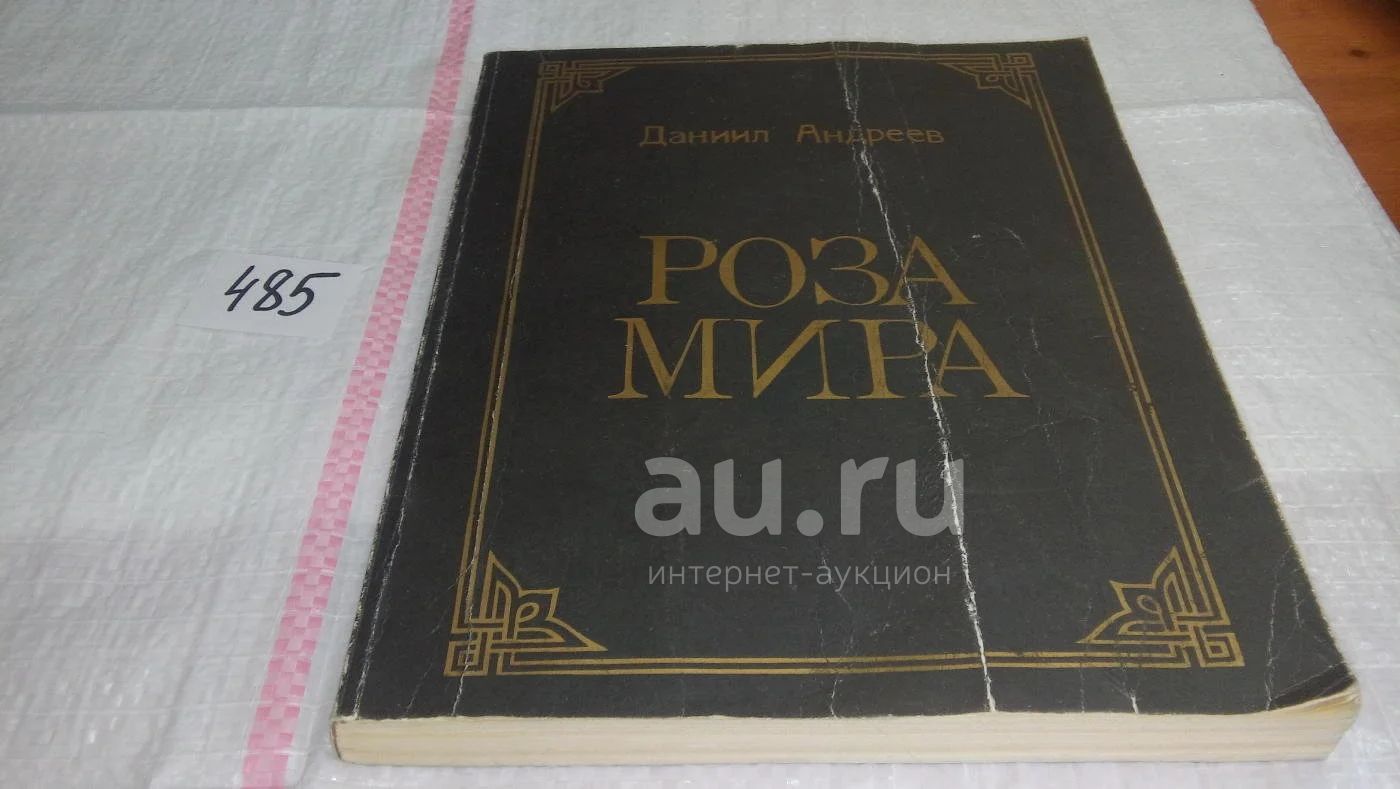 Даниил Андреев
РОЗА
МИРА
485
au.ru
интернет-аукцион